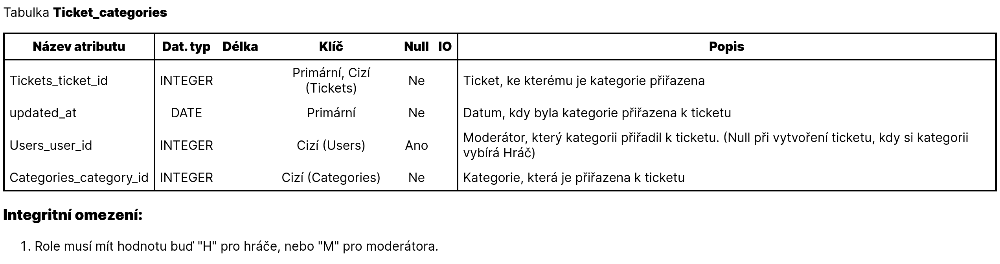 Tabulka Ticket_categories
Název atributu Dat. typ Délka Klíč Null IO Popis
Tickets_ticket_id INTEGER Primární, Cizí (Tickets) Ne Ticket, ke kterému je kategorie přiřazena
updated_at DATE Primární Ne Datum, kdy byla kategorie přiřazena k ticketu
Users_user_id INTEGER Cizí (Users) Ano Moderátor, který kategorii přiřadil k ticketu. (Null při vytvoření ticketu, kdy si kategorii vybírá Hráč)
Categories_category_id INTEGER Cizí (Categories) Ne Kategorie, která je přiřazena k ticketu
Integritní omezení:
1. Role musí mít hodnotu buď "H" pro hráče, nebo "M" pro moderátora.